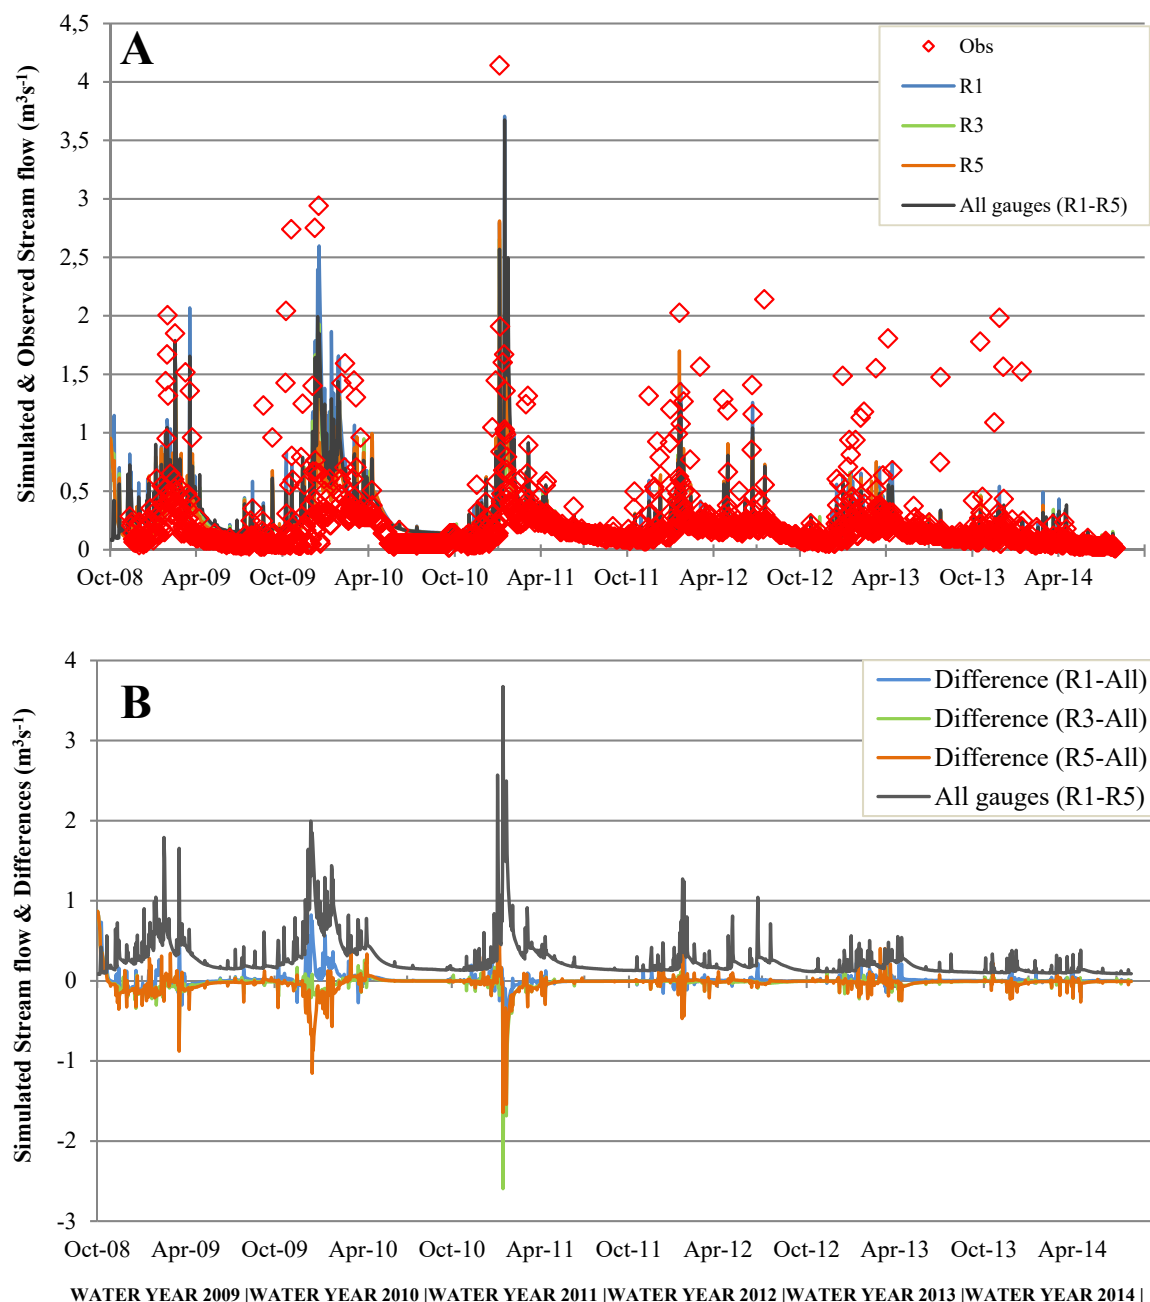 A
Simulated & Observed Stream flow (m³s⁻¹)
4,5
4
3,5
3
2,5
2
1,5
1
0,5
0
Obs
R1
R3
R5
All gauges (R1-R5)
Oct-08 Apr-09 Oct-09 Apr-10 Oct-10 Apr-11 Oct-11 Apr-12 Oct-12 Apr-13 Oct-13 Apr-14
B
Simulated Stream flow & Differences (m³s⁻¹)
4
3
2
1
0
-1
-2
-3
Difference (R1-All)
Difference (R3-All)
Difference (R5-All)
All gauges (R1-R5)
Oct-08 Apr-09 Oct-09 Apr-10 Oct-10 Apr-11 Oct-11 Apr-12 Oct-12 Apr-13 Oct-13 Apr-14
WATER YEAR 2009 |WATER YEAR 2010 |WATER YEAR 2011 |WATER YEAR 2012 |WATER YEAR 2013 |WATER YEAR 2014 |